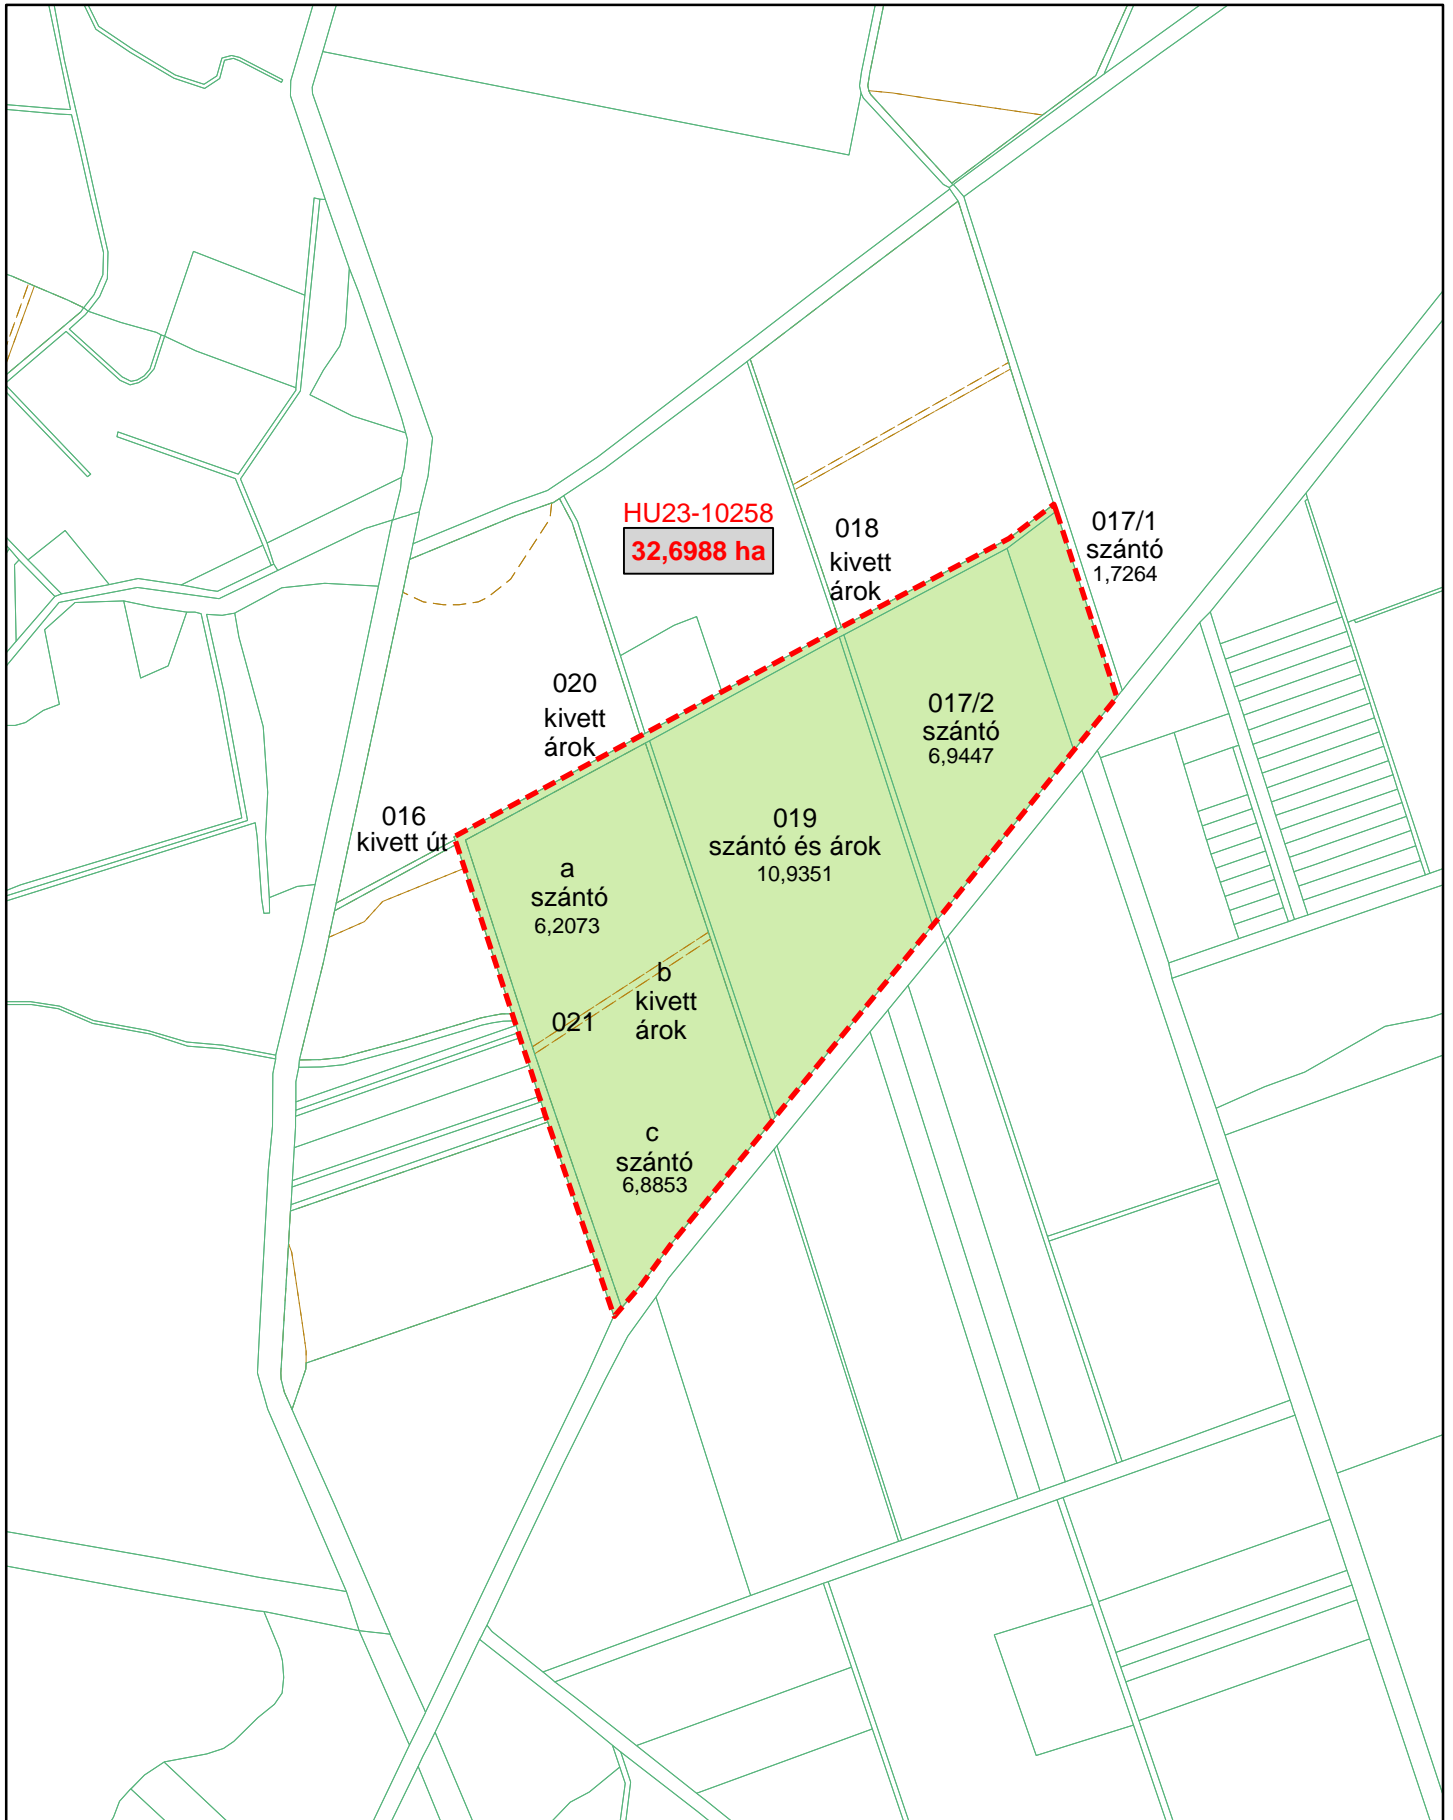 HU23-10258
32,6988 ha
018
kivett
árok
017/1
szántó
1,7264
020
kivett
árok
017/2
szántó
6,9447
016
kivett út
019
szántó és árok
10,9351
a
szántó
6,2073
b
kivett
árok
021
c
szántó
6,8853